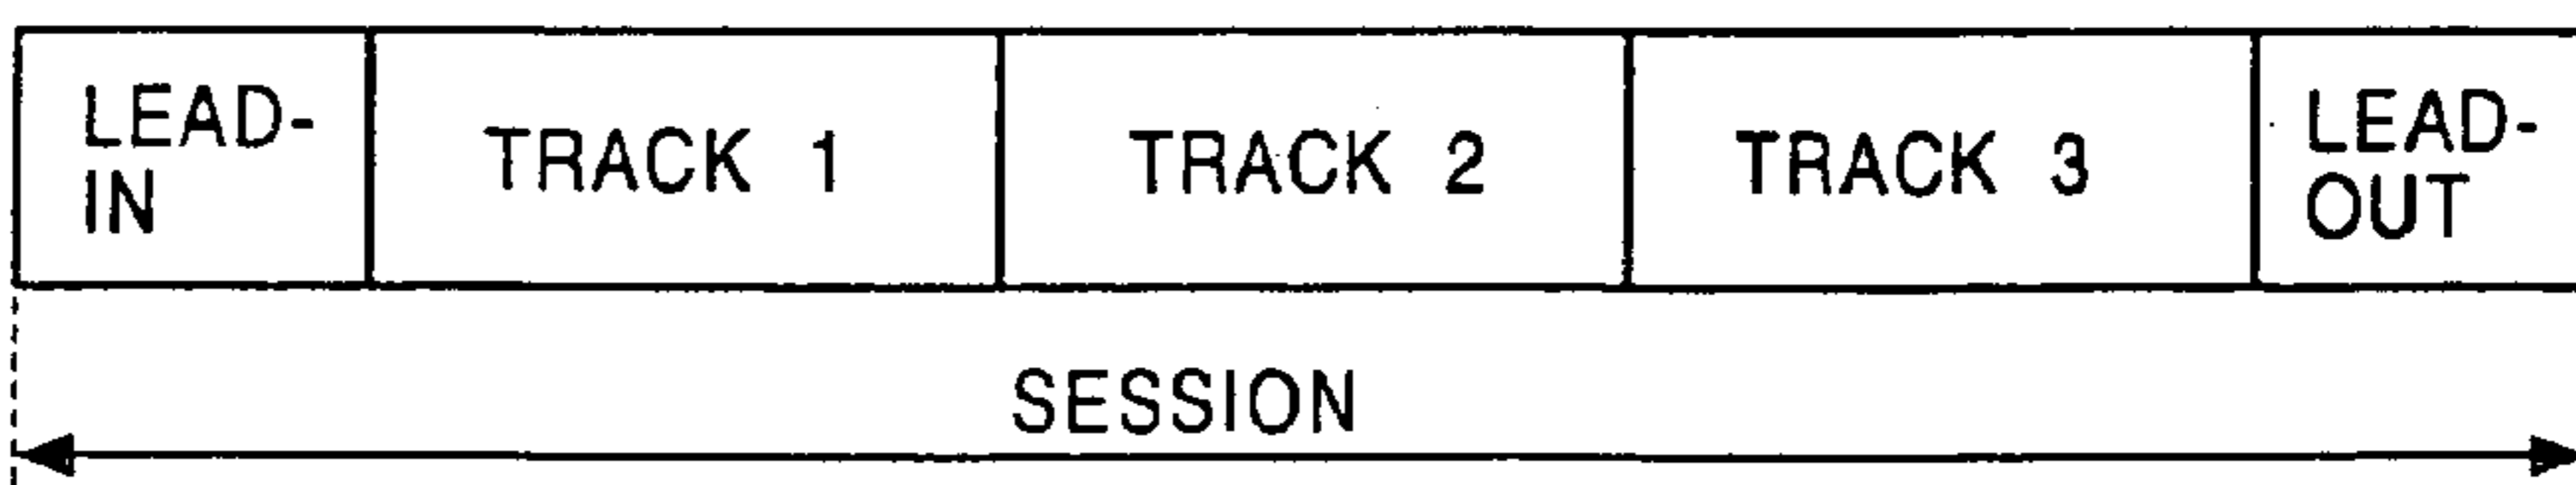 LEAD-
IN
TRACK 1
TRACK 2
TRACK 3
LEAD-
OUT
SESSION